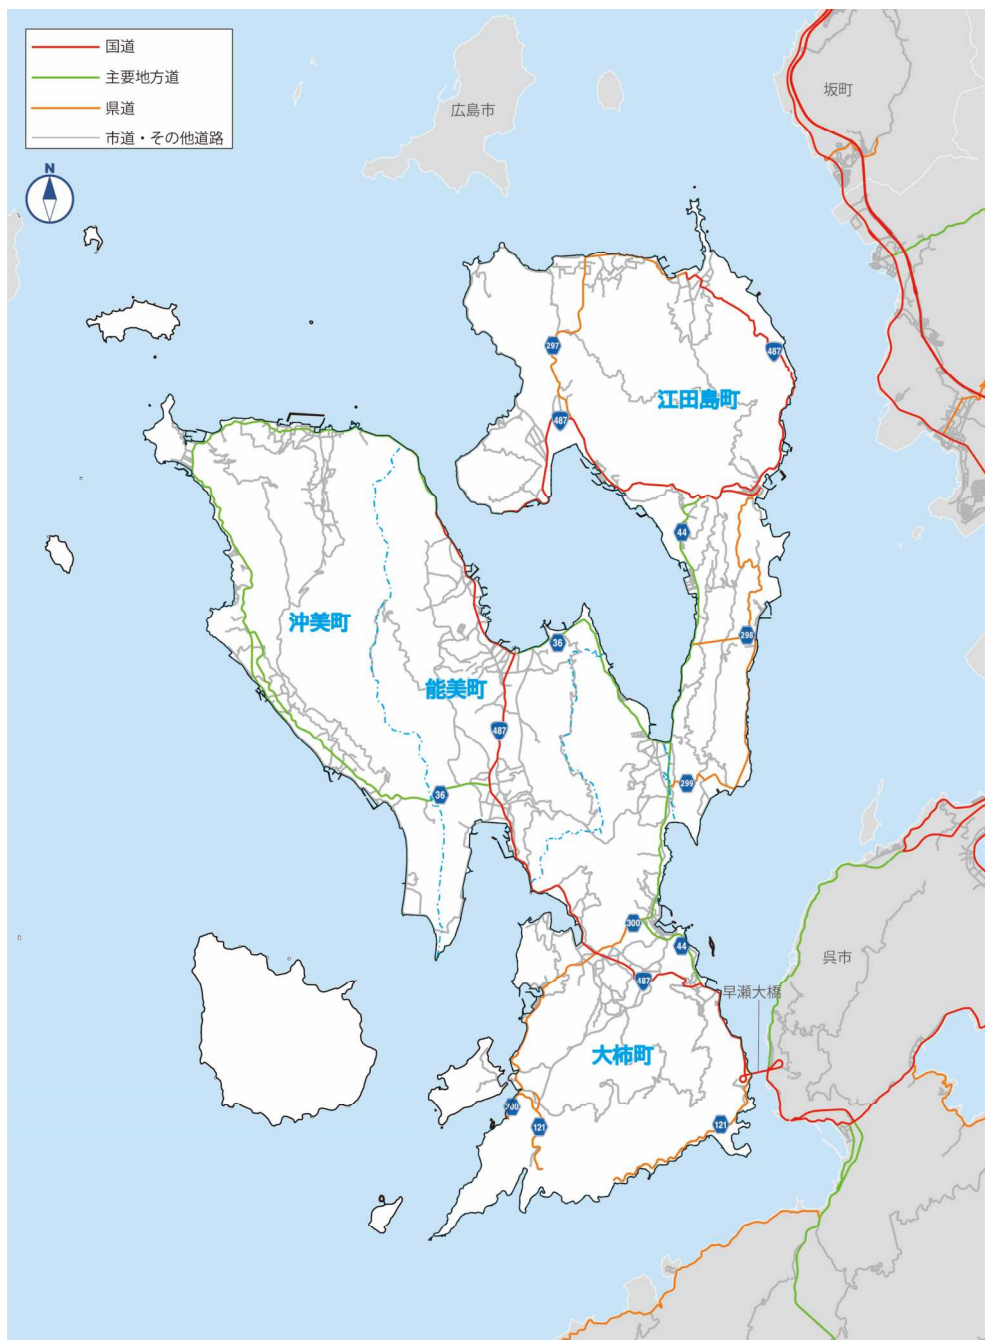 国道
主要地方道
県道
市道・その他道路
N
広島市
坂町
297
487
487
江田島町
44
沖美町
36
298
能美町
487
299
36
300
44
呉市
487
早瀬大橋
大柿町
300
121
121